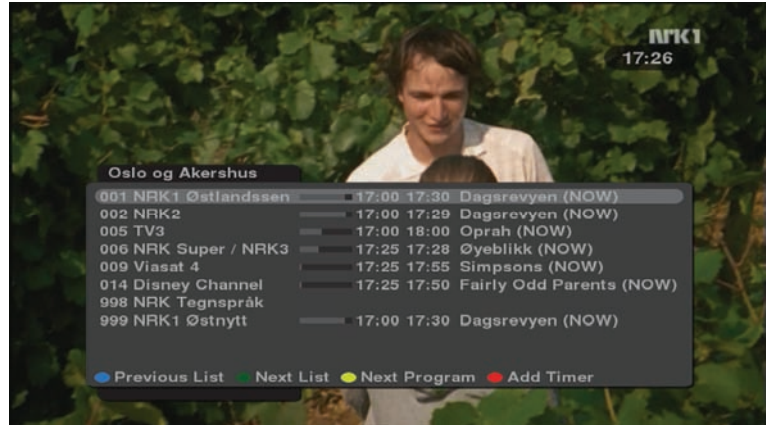 NRK1
17:26
Oslo og Akershus
001 NRK1 Østlandssen 17:00 17:30 Dagsrevyen (NOW)
002 NRK2 17:00 17:29 Dagsrevyen (NOW)
005 TV3 17:00 18:00 Oprah (NOW)
006 NRK Super / NRK3 17:25 17:28 Øyeblikk (NOW)
009 Viasat 4 17:25 17:55 Simpsons (NOW)
014 Disney Channel 17:25 17:50 Fairly Odd Parents (NOW)
998 NRK Tegnspråk
999 NRK1 Østnytt 17:00 17:30 Dagsrevyen (NOW)
Previous List Next List Next Program Add Timer